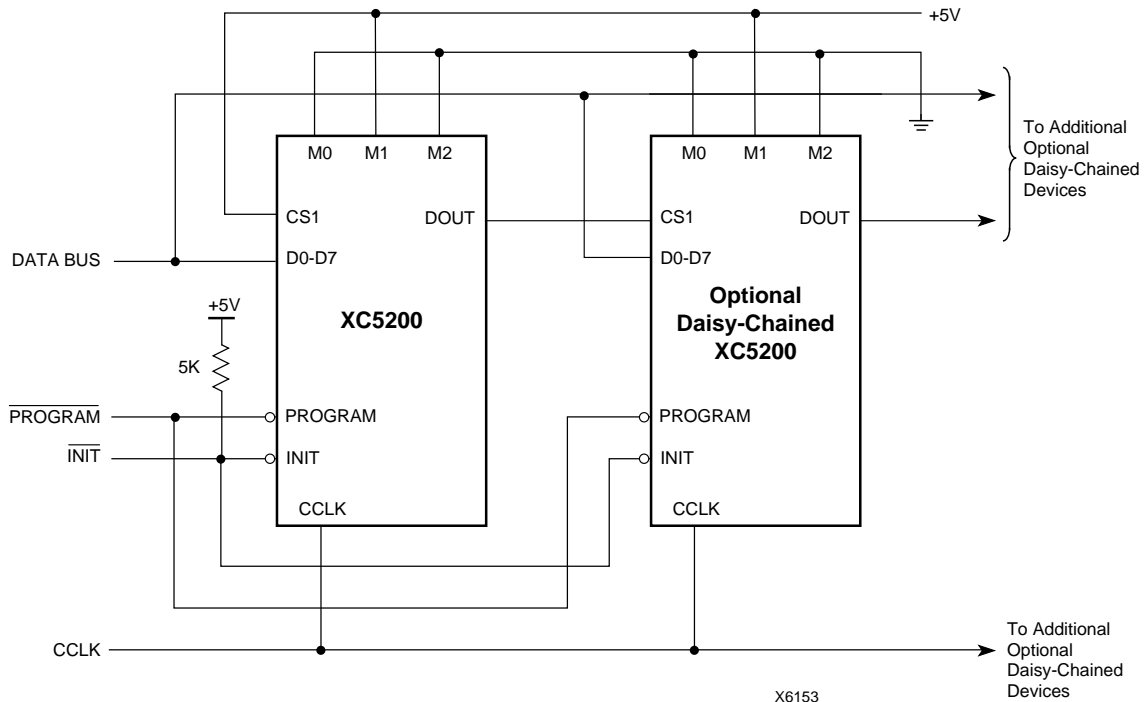 +5V
M0 M1 M2
M0 M1 M2
To Additional
Optional
Daisy-Chained
Devices
CS1 DOUT
CS1 DOUT
DATA BUS
D0-D7
D0-D7
+5V
5K
XC5200
Optional
Daisy-Chained
XC5200
PROGRAM
PROGRAM
PROGRAM
INIT
INIT
INIT
CCLK
CCLK
CCLK
To Additional
Optional
Daisy-Chained
Devices
X6153